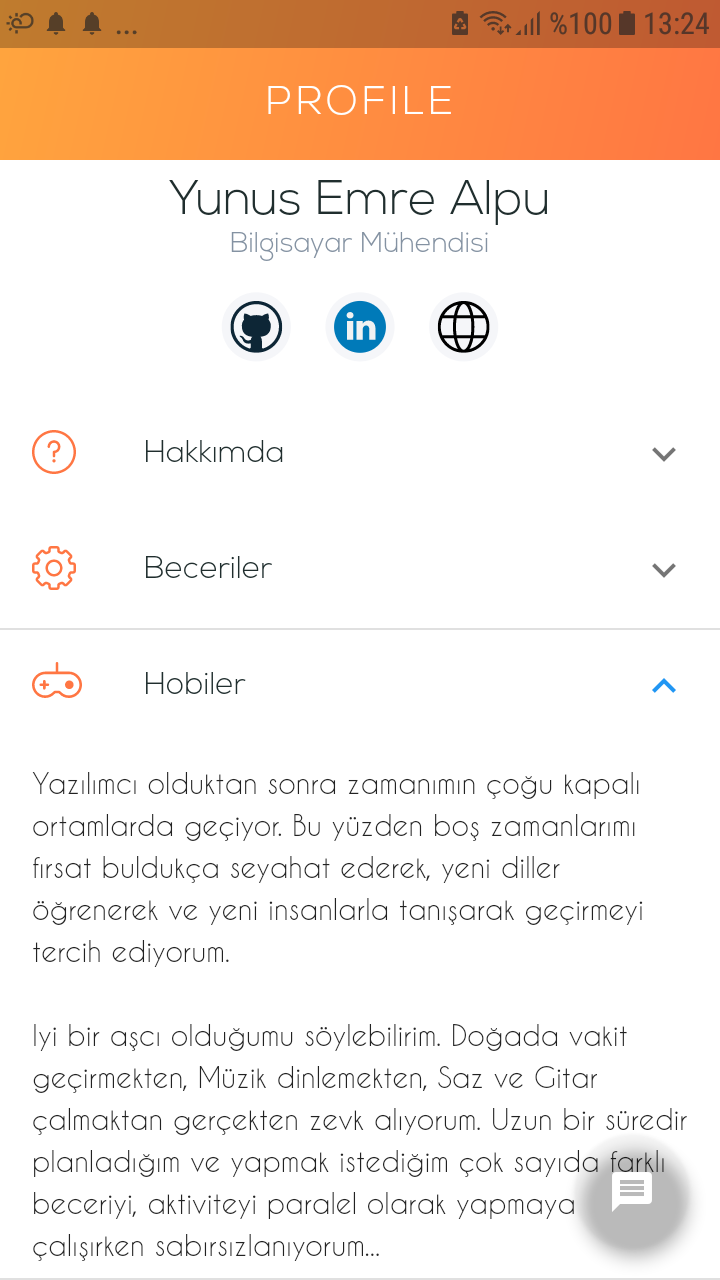 ... %100 13:24
PROFILE
Yunus Emre Alpu
Bilgisayar Mühendisi
in
Hakkımda
Beceriler
Hobiler
Yazılımcı olduktan sonra zamanımın çoğu kapalı
ortamlarda geçiyor. Bu yüzden boş zamanlarımı
fırsat buldukça seyahat ederek, yeni diller
öğrenerek ve yeni insanlarla tanışarak geçirmeyi
tercih ediyorum.
Iyi bir aşcı olduğumu söylebilirim. Doğada vakit
geçirmekten, Müzik dinlemekten, Saz ve Gitar
çalmaktan gerçekten zevk alıyorum. Uzun bir süredir
planladığım ve yapmak istediğim çok sayıda farklı
beceriyi, aktiviteyi paralel olarak yapmaya
çalışırken sabırsızlanıyorum...